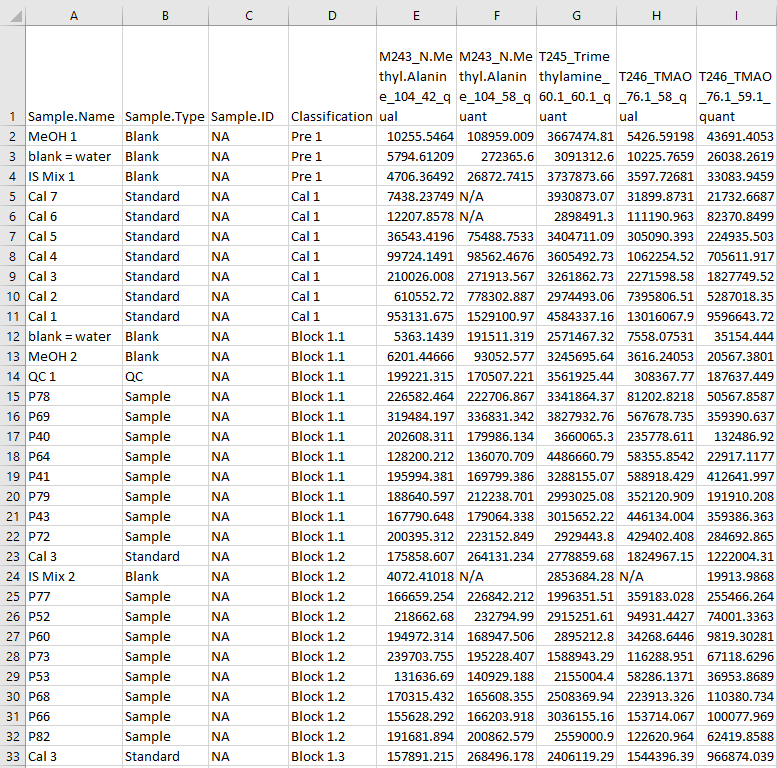 A B C D E F G H I
1 Sample.Name Sample.Type Sample.ID Classification M243_N.Methyl.Alanine_104_42_qual M243_N.Methyl.Alanine_104_58_quant T245_Trimethylamine_60.1_60.1_quant T246_TMAO_76.1_58_qual T246_TMAO_76.1_59.1_quant
2 MeOH 1 Blank NA Pre 1 10255.5464 108959.009 3667474.81 5426.59198 43691.4053
3 blank = water Blank NA Pre 1 5794.61209 272365.6 3091312.6 10225.7659 26038.2619
4 IS Mix 1 Blank NA Pre 1 4706.36492 26872.7415 3737873.66 3597.72681 33083.9459
5 Cal 7 Standard NA Cal 1 7438.23749 N/A 3930873.07 31899.8731 21732.6687
6 Cal 6 Standard NA Cal 1 12207.8578 N/A 2898491.3 111190.963 82370.8499
7 Cal 5 Standard NA Cal 1 36543.4196 75488.7533 3404711.09 305090.393 224935.503
8 Cal 4 Standard NA Cal 1 99724.1491 98562.4676 3605492.73 1062254.52 705611.917
9 Cal 3 Standard NA Cal 1 210026.008 271913.567 3261862.73 2271598.58 1827749.52
10 Cal 2 Standard NA Cal 1 610552.72 778302.887 2974493.06 7395806.51 5287018.35
11 Cal 1 Standard NA Cal 1 953131.675 1529100.97 4584337.16 13016067.9 9596643.72
12 blank = water Blank NA Block 1.1 5363.1439 191511.319 2571467.32 7558.07531 35154.444
13 MeOH 2 Blank NA Block 1.1 6201.44666 93052.577 3245695.64 3616.24053 20567.3801
14 QC 1 QC NA Block 1.1 199221.315 170507.221 3561925.44 308367.77 187637.449
15 P78 Sample NA Block 1.1 226582.464 222706.867 3341864.37 81202.8218 50567.8587
16 P69 Sample NA Block 1.1 319484.197 336831.342 3827932.76 567678.735 359390.637
17 P40 Sample NA Block 1.1 202608.311 179986.134 3660065.3 235778.611 132486.92
18 P64 Sample NA Block 1.1 128200.212 136070.709 4486660.79 58355.8542 22917.1177
19 P41 Sample NA Block 1.1 195994.381 169799.386 3288155.07 588918.429 412641.997
20 P79 Sample NA Block 1.1 188640.597 212238.701 2993025.08 352120.909 191910.208
21 P43 Sample NA Block 1.1 167790.648 179064.338 3015652.22 446134.004 359386.363
22 P72 Sample NA Block 1.1 200395.312 223152.849 2929443.8 429402.408 284692.865
23 Cal 3 Standard NA Block 1.2 175858.607 264131.234 2778859.68 1824967.15 1222004.31
24 IS Mix 2 Blank NA Block 1.2 4072.41018 N/A 2853684.28 N/A 19913.9868
25 P77 Sample NA Block 1.2 166659.254 226842.212 1996351.51 359183.028 255466.264
26 P52 Sample NA Block 1.2 218662.68 232794.99 2915251.61 94931.4427 74001.3363
27 P60 Sample NA Block 1.2 194972.314 168947.506 2895212.8 34268.6446 9819.30281
28 P73 Sample NA Block 1.2 239703.755 195228.407 1588943.29 116288.951 67118.6296
29 P53 Sample NA Block 1.2 131636.69 140929.188 2155004.4 58286.1371 36953.8689
30 P68 Sample NA Block 1.2 170315.432 165608.355 2508369.94 223913.326 110380.734
31 P66 Sample NA Block 1.2 155628.292 166203.918 3036155.16 153714.067 100077.969
32 P82 Sample NA Block 1.2 191681.894 200862.579 2559000.9 122620.964 62419.8588
33 Cal 3 Standard NA Block 1.3 157891.215 268496.178 2406119.29 1544396.39 966874.039